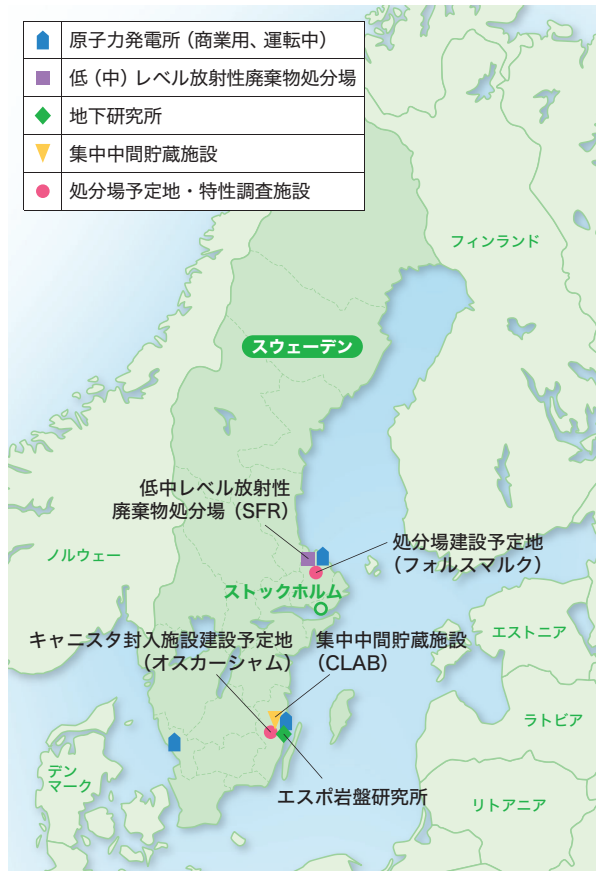 原子力発電所（商業用、運転中）
低（中）レベル放射性廃棄物処分場
地下研究所
集中中間貯蔵施設
処分場予定地・特性調査施設
フィンランド
スウェーデン
低中レベル放射性
廃棄物処分場（SFR）
処分場建設予定地
（フォルスマルク）
ノルウェー
ストックホルム
エストニア
キャニスタ封入施設建設予定地
（オスカーシャム）
集中中間貯蔵施設
（CLAB）
ラトビア
デン
マーク
エスポ岩盤研究所
リトアニア